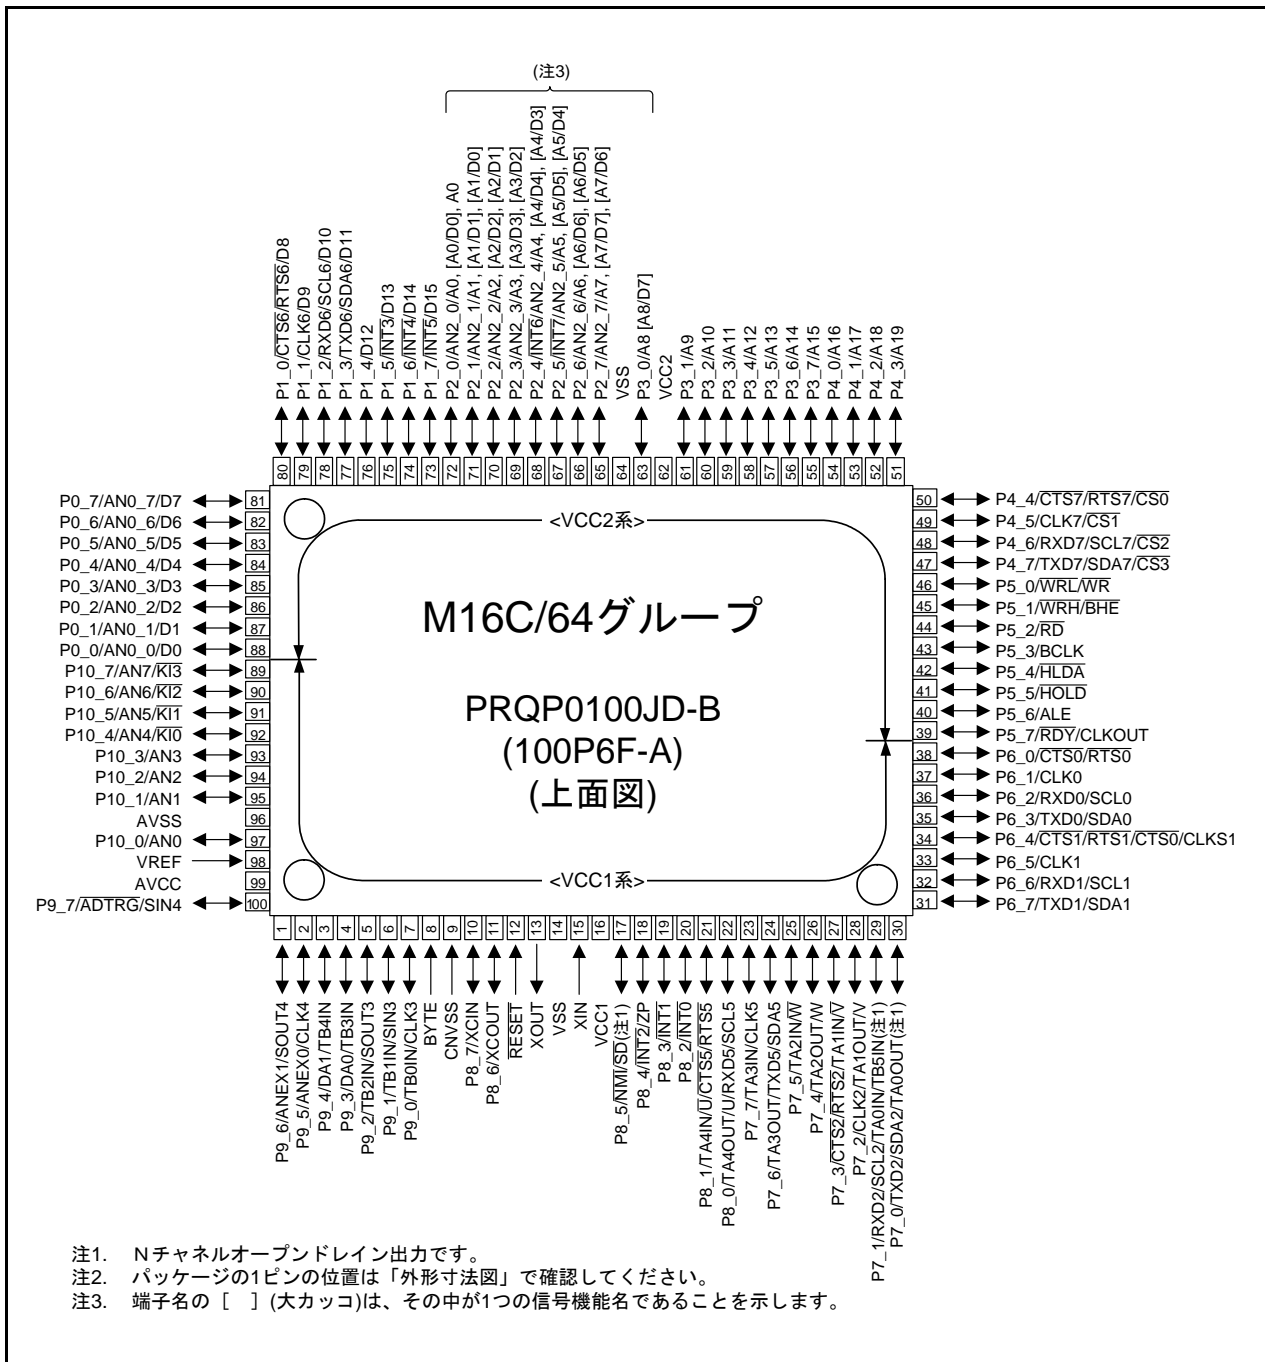 (注3)
P1_0/CTS6/RTS6/D8
P1_1/CLK6/D9
P1_2/RXD6/SCL6/D10
P1_3/TXD6/SDA6/D11
P1_4/D12
P1_5/INT3/D13
P1_6/INT4/D14
P1_7/INT5/D15
P2_0/AN2_0/A0, [A0/D0], A0
P2_1/AN2_1/A1, [A1/D1], [A1/D0]
P2_2/AN2_2/A2, [A2/D2], [A2/D1]
P2_3/AN2_3/A3, [A3/D3], [A3/D2]
P2_4/INT6/AN2_4/A4, [A4/D4], [A4/D3]
P2_5/INT7/AN2_5/A5, [A5/D5], [A5/D4]
P2_6/AN2_6/A6, [A6/D6], [A6/D5]
P2_7/AN2_7/A7, [A7/D7], [A7/D6]
VSS
P3_0/A8 [A8/D7]
VCC2
P3_1/A9
P3_2/A10
P3_3/A11
P3_4/A12
P3_5/A13
P3_6/A14
P3_7/A15
P4_0/A16
P4_1/A17
P4_2/A18
P4_3/A19
80 79 78 77 76 75 74 73 72 71 70 69 68 67 66 65 64 63 62 61 60 59 58 57 56 55 54 53 52 51
P0_7/AN0_7/D7 81
P0_6/AN0_6/D6 82
P0_5/AN0_5/D5 83
P0_4/AN0_4/D4 84
P0_3/AN0_3/D3 85
P0_2/AN0_2/D2 86
P0_1/AN0_1/D1 87
P0_0/AN0_0/D0 88
P10_7/AN7/KI3 89
P10_6/AN6/KI2 90
P10_5/AN5/KI1 91
P10_4/AN4/KI0 92
P10_3/AN3 93
P10_2/AN2 94
P10_1/AN1 95
AVSS 96
P10_0/AN0 97
VREF 98
AVCC 99
P9_7/ADTRG/SIN4 100
<VCC2系>
M16C/64グループ
PRQP0100JD-B
(100P6F-A)
(上面図)
<VCC1系>
50 P4_4/CTS7/RTS7/CS0
49 P4_5/CLK7/CS1
48 P4_6/RXD7/SCL7/CS2
47 P4_7/TXD7/SDA7/CS3
46 P5_0/WRL/WR
45 P5_1/WRH/BHE
44 P5_2/RD
43 P5_3/BCLK
42 P5_4/HLDA
41 P5_5/HOLD
40 P5_6/ALE
39 P5_7/RDY/CLKOUT
38 P6_0/CTS0/RTS0
37 P6_1/CLK0
36 P6_2/RXD0/SCL0
35 P6_3/TXD0/SDA0
34 P6_4/CTS1/RTS1/CTS0/CLKS1
33 P6_5/CLK1
32 P6_6/RXD1/SCL1
31 P6_7/TXD1/SDA1
1 2 3 4 5 6 7 8 9 10 11 12 13 14 15 16 17 18 19 20 21 22 23 24 25 26 27 28 29 30
P9_6/ANEX1/SOUT4
P9_5/ANEX0/CLK4
P9_4/DA1/TB4IN
P9_3/DA0/TB3IN
P9_2/TB2IN/SOUT3
P9_1/TB1IN/SIN3
P9_0/TB0IN/CLK3
BYTE
CNVSS
P8_7/XCIN
P8_6/XCOUT
RESET
XOUT
VSS
XIN
VCC1
P8_5/NMI/SD(注1)
P8_4/INT2/ZP
P8_3/INT1
P8_2/INT0
P8_1/TA4IN/U/CTS5/RTS5
P8_0/TA4OUT/U/RXD5/SCL5
P7_7/TA3IN/CLK5
P7_6/TA3OUT/TXD5/SDA5
P7_5/TA2IN/W
P7_4/TA2OUT/W
P7_3/CTS2/RTS2/TA1IN/V
P7_2/CLK2/TA1OUT/V
P7_1/RXD2/SCL2/TA0IN/TB5IN(注1)
P7_0/TXD2/SDA2/TA0OUT(注1)
注1. Nチャネルオープンドレイン出力です。
注2. パッケージの1ピンの位置は「外形寸法図」で確認してください。
注3. 端子名の［　］(大カッコ)は、その中が1つの信号機能名であることを示します。